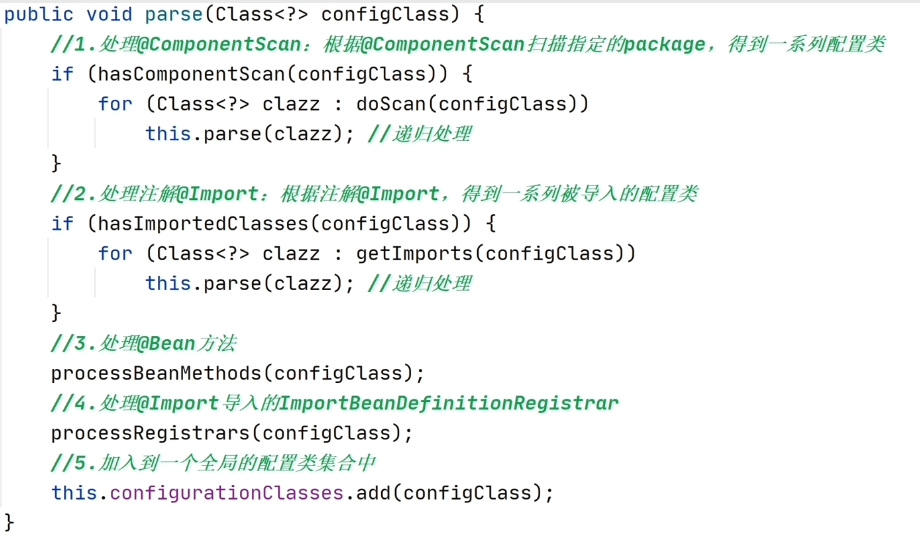 public void parse(Class<?> configClass) {
    //1.处理@ComponentScan：根据@ComponentScan扫描指定的package，得到一系列配置类
    if (hasComponentScan(configClass)) {
        for (Class<?> clazz : doScan(configClass))
            this.parse(clazz); //递归处理
    }
    //2.处理注解@Import：根据注解@Import，得到一系列被导入的配置类
    if (hasImportedClasses(configClass)) {
        for (Class<?> clazz : getImports(configClass))
            this.parse(clazz); //递归处理
    }
    //3.处理@Bean方法
    processBeanMethods(configClass);
    //4.处理@Import导入的ImportBeanDefinitionRegistrar
    processRegistrars(configClass);
    //5.加入到一个全局的配置类集合中
    this.configurationClasses.add(configClass);
}